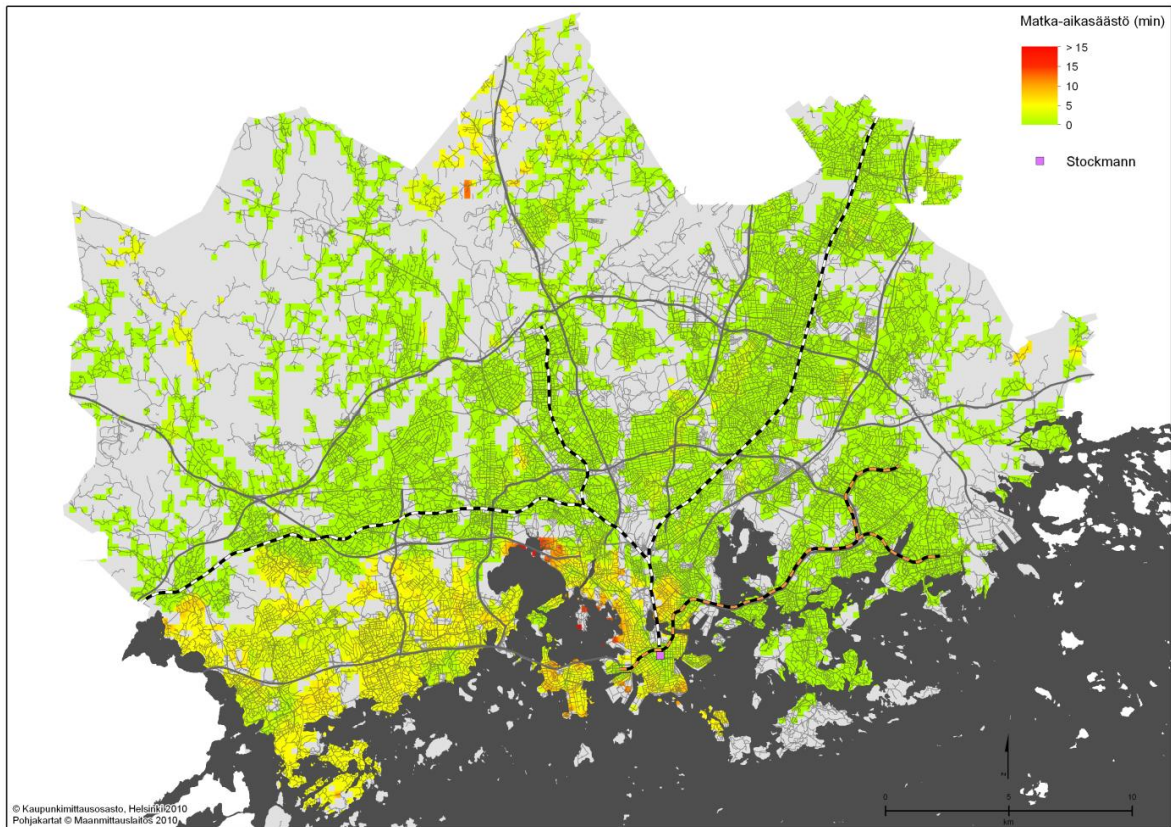 Matka-aikasäästö (min)
> 15
15
10
5
0
Stockmann
N
0
5
10
km
© Kaupunkimittausosasto, Helsinki 2010
Pohjakartat © Maanmittauslaitos 2010